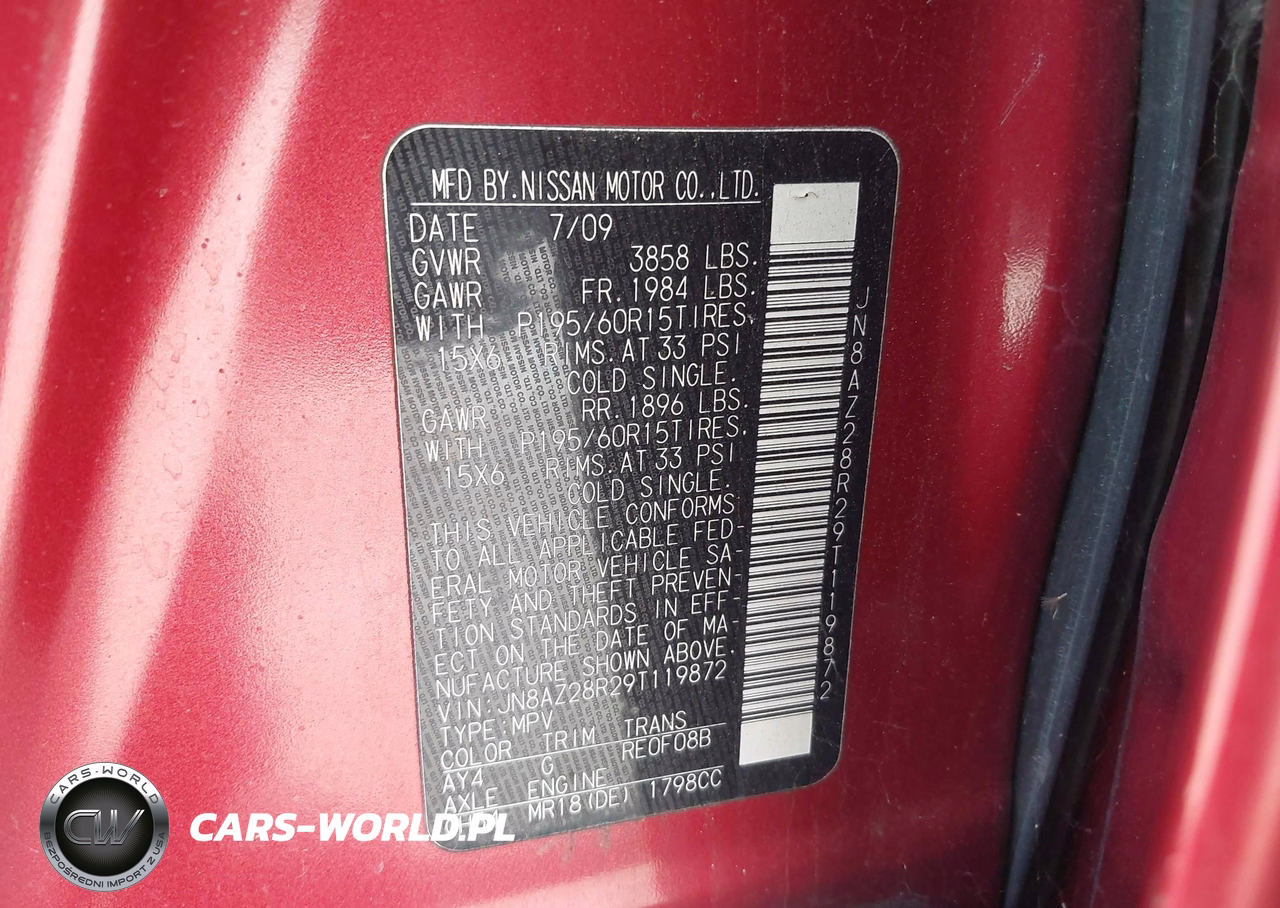 MFD BY.NISSAN MOTOR CO.,LTD.
DATE 7/09
GVWR 3858 LBS.
GAWR FR. 1984 LBS.
WITH P195/60R15TIRES.
15X6 RIMS. AT 33 PSI
COLD SINGLE.
GAWR RR. 1896 LBS.
WITH P195/60R15TIRES.
15X6 RIMS. AT 33 PSI
COLD SINGLE.
THIS VEHICLE CONFORMS
TO ALL APPLICABLE FED-
ERAL MOTOR VEHICLE SA-
FETY AND THEFT PREVEN-
TION STANDARDS IN EFF-
ECT ON THE DATE OF MA-
NUFACTURE SHOWN ABOVE.
VIN:JN8AZ28R29T119872
TYPE:MPV
COLOR TRIM TRANS
AY4 G RE0F08B
AXLE ENGINE
MR18(DE) 1798CC
JN8AZ28R29T119872
CARS-WORLD
CW
BEZPOŚREDNI IMPORT Z USA
CARS-WORLD.PL